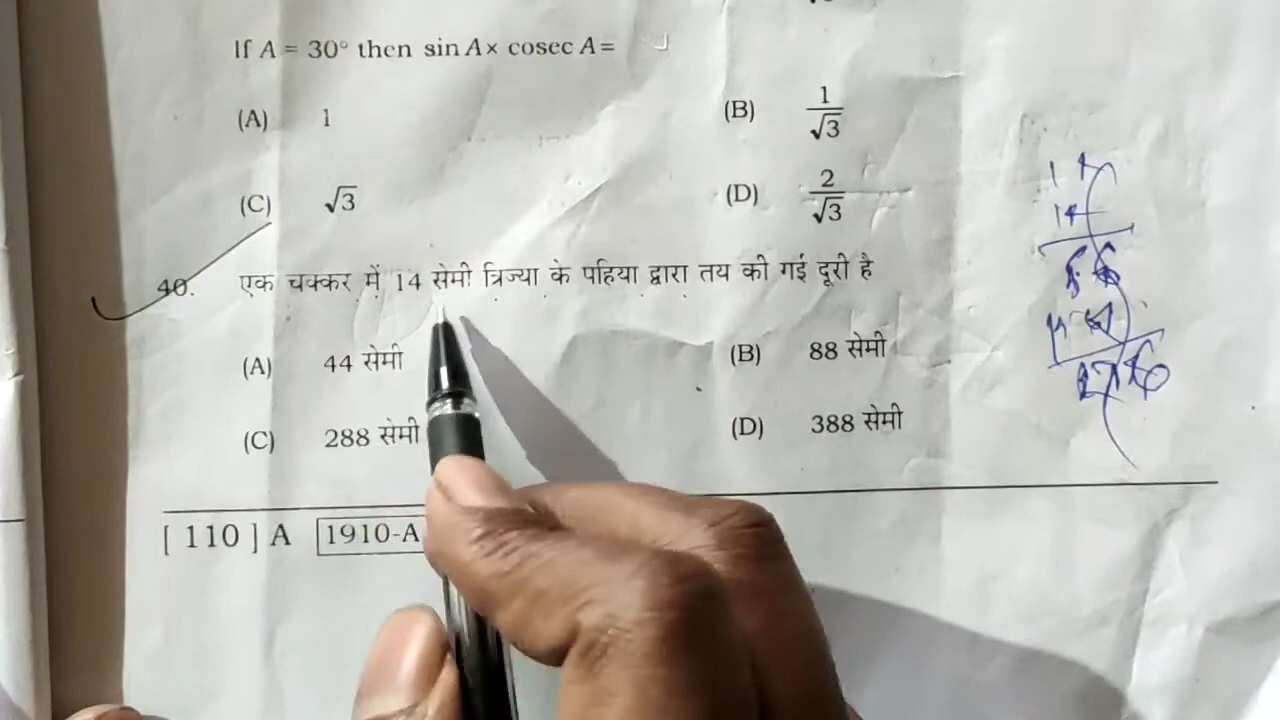 If A = 30° then sin A× cosec A=
(A) 1 (B) 1/√3
(C) √3 (D) 2/√3
40. एक चक्कर में 14 सेमी त्रिज्या के पहिया द्वारा तय की गई दूरी है
(A) 44 सेमी (B) 88 सेमी
(C) 288 सेमी (D) 388 सेमी
[ 110 ] A 1910-A
14